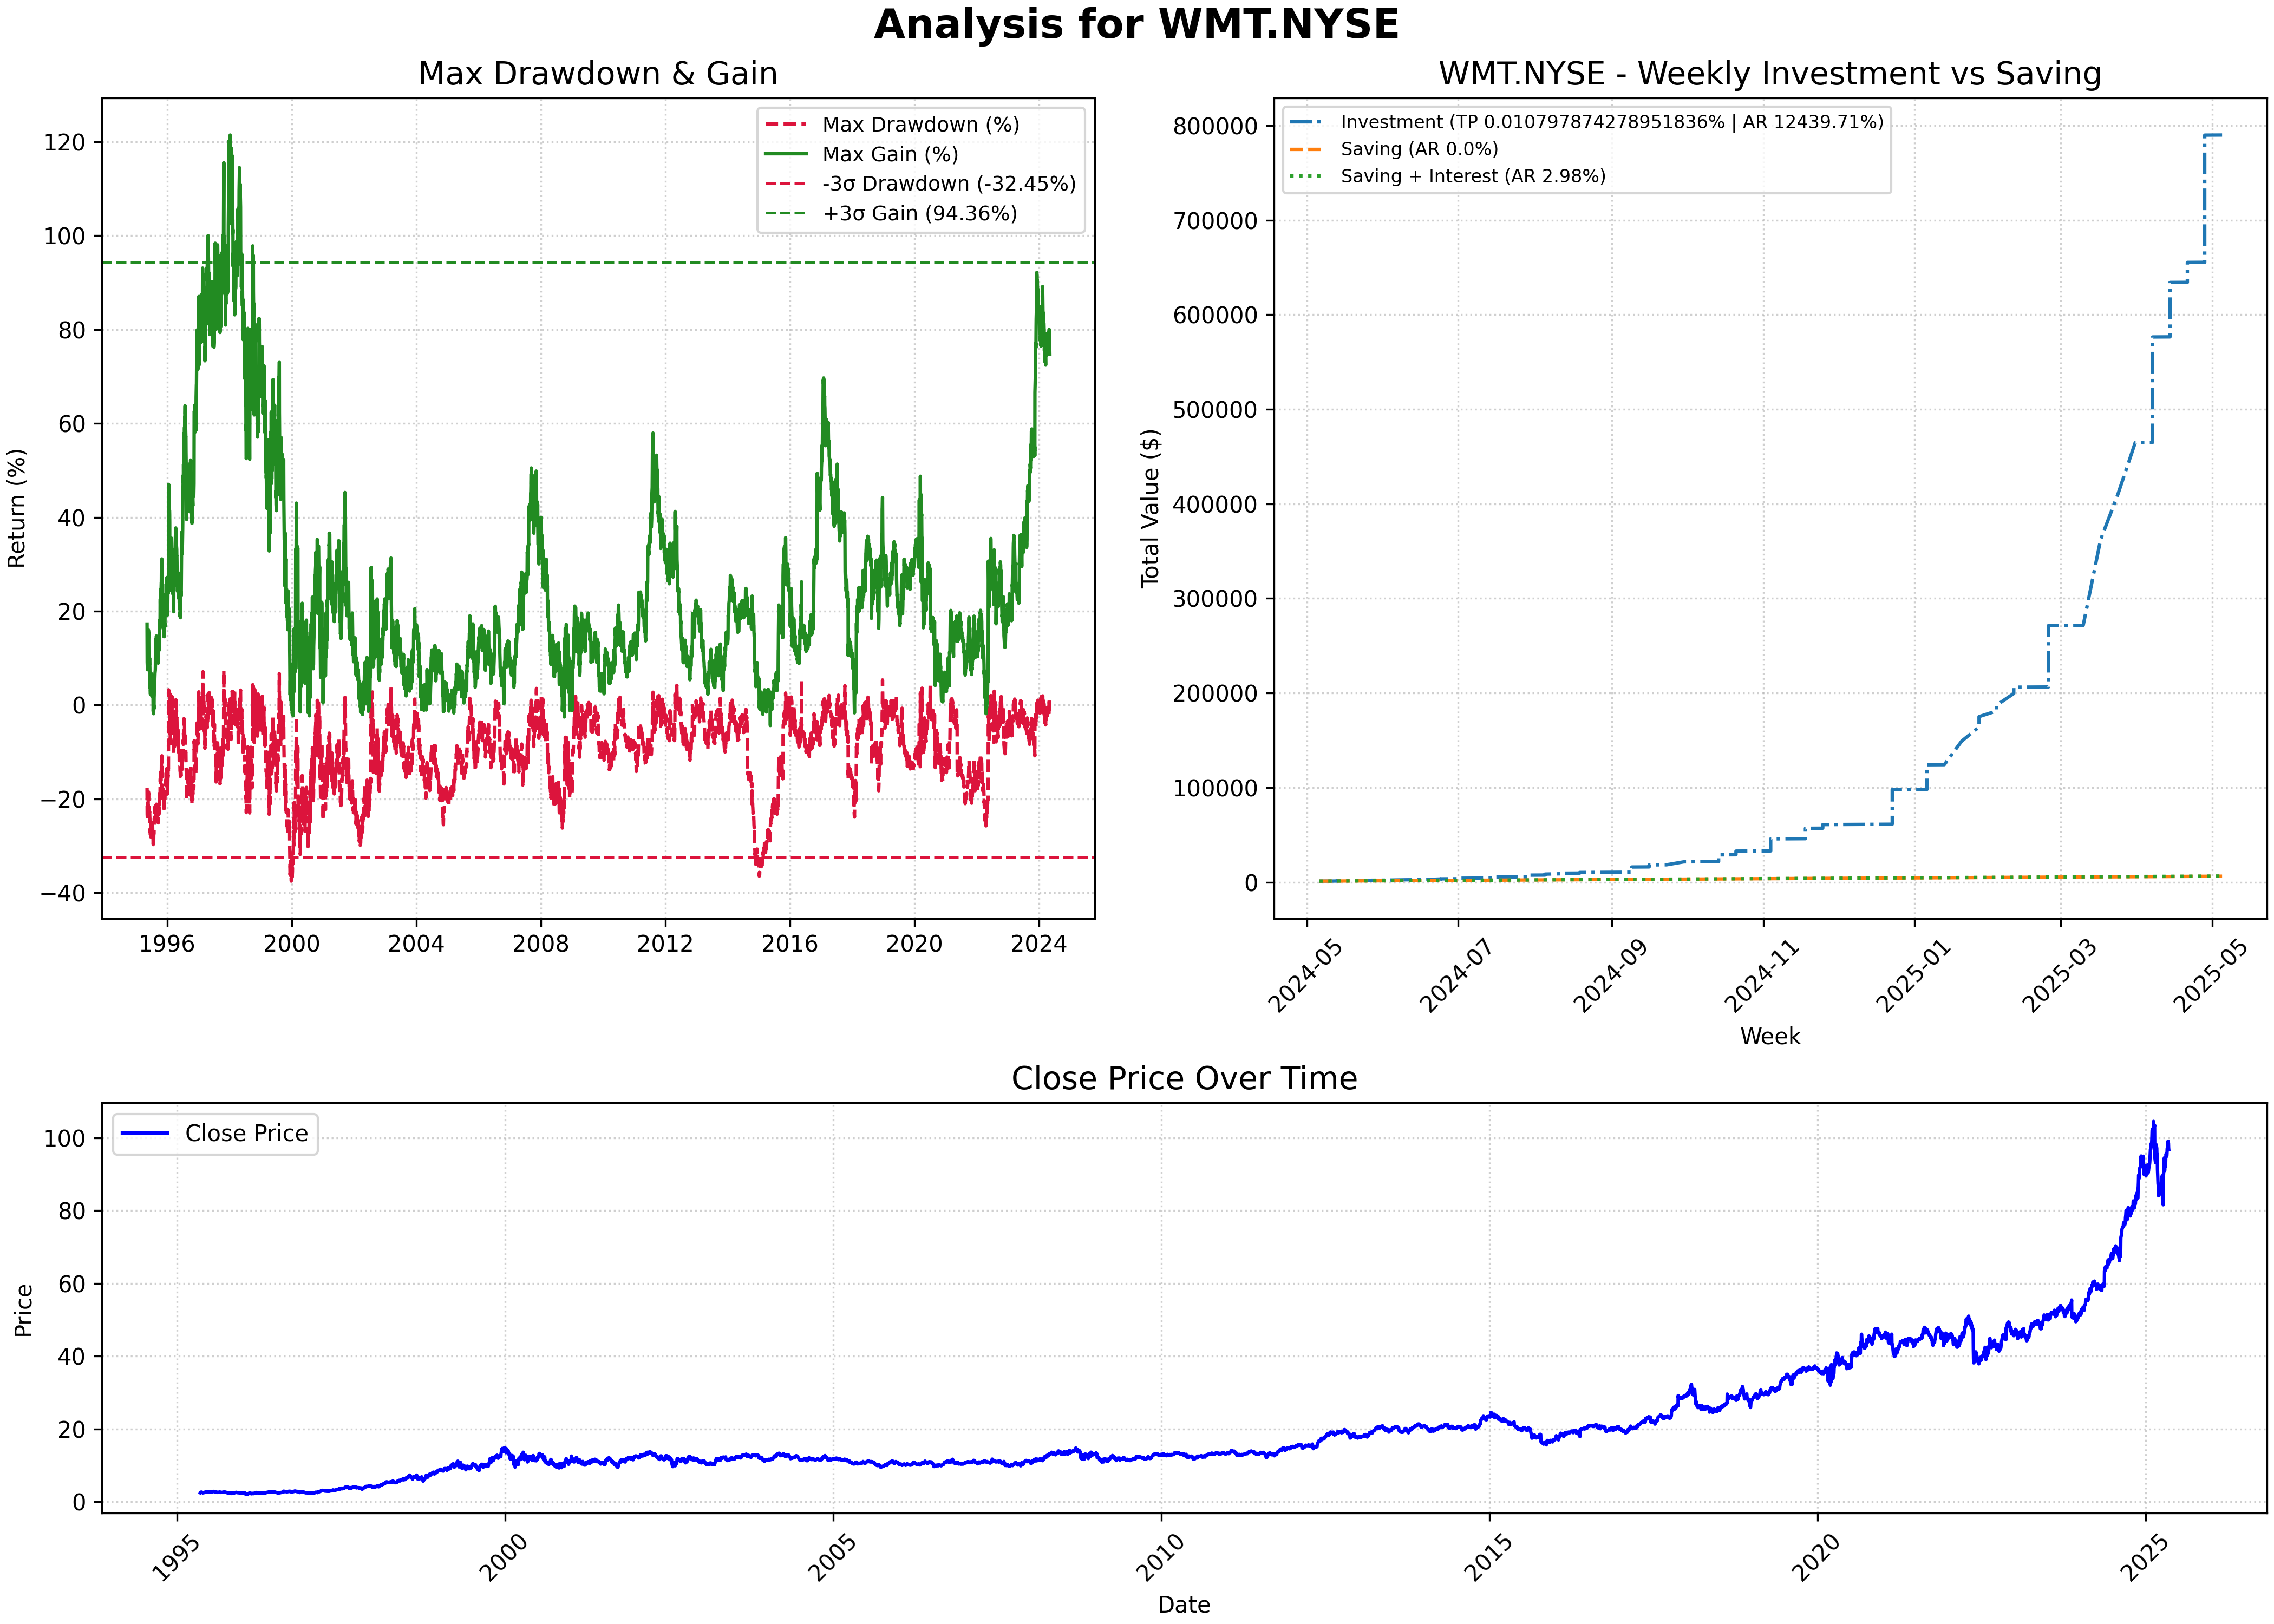 Analysis for WMT.NYSE
Max Drawdown & Gain
Return (%)
120
100
80
60
40
20
0
−20
−40
Max Drawdown (%)
Max Gain (%)
-3σ Drawdown (-32.45%)
+3σ Gain (94.36%)
1996
2000
2004
2008
2012
2016
2020
2024
WMT.NYSE - Weekly Investment vs Saving
Total Value ($)
800000
700000
600000
500000
400000
300000
200000
100000
0
Investment (TP 0.010797874278951836% | AR 12439.71%)
Saving (AR 0.0%)
Saving + Interest (AR 2.98%)
2024-05
2024-07
2024-09
2024-11
2025-01
2025-03
2025-05
Week
Close Price Over Time
Price
100
80
60
40
20
0
Close Price
1995
2000
2005
2010
2015
2020
2025
Date